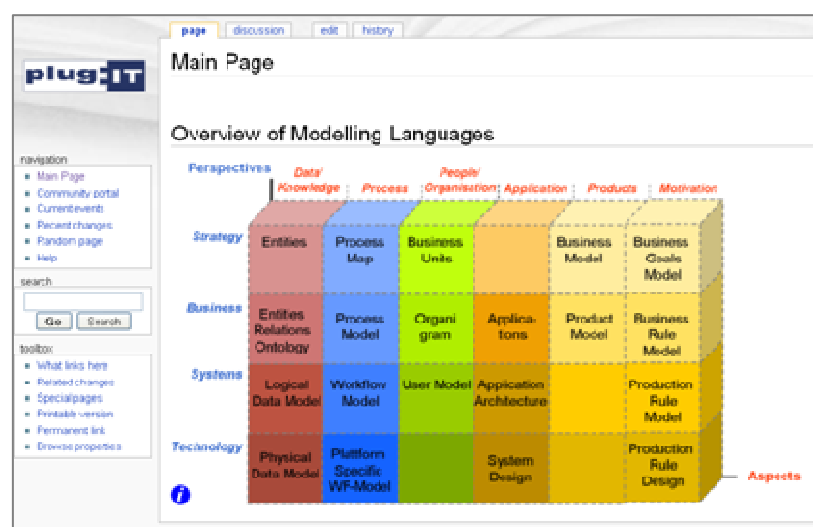 page discussion edit history
plug:IT
Main Page
Overview of Modelling Languages
navigation
Main Page
Community portal
Current events
Recent changes
Random page
Help
search
Go Search
toolbox
What links here
Related changes
Special pages
Printable version
Permanent link
Browse properties
Perspectives
Data/
Knowledge
Process
People/
Organisation
Application
Products
Motivation
Strategy
Entities
Process
Map
Business
Units
Business
Model
Business
Goals
Model
Business
Entities
Relations
Ontology
Process
Model
Organi
gram
Applica-
tons
Product
Model
Business
Rule
Model
Systems
Logical
Data Model
Workflow
Model
User Model
Application
Archtecture
Production
Rule
Model
Technology
Physical
Data Model
Plattform
Specific
WF-Model
System
Design
Production
Rule
Design
Aspects
i